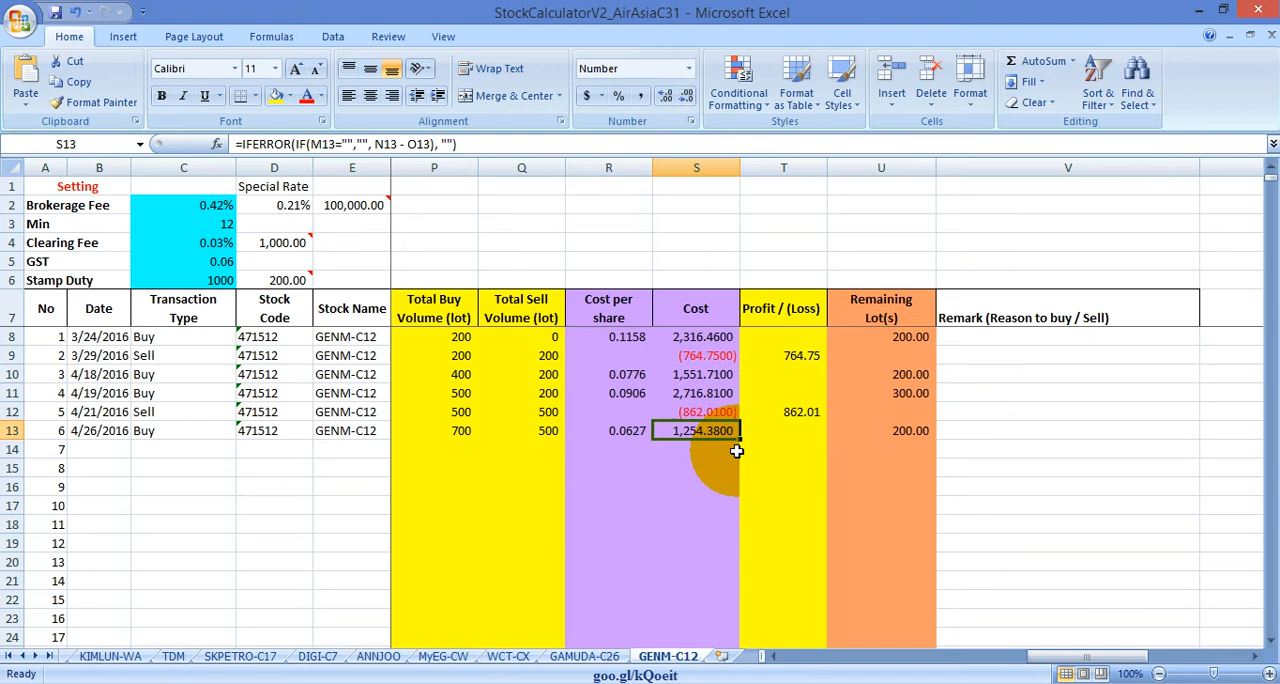 StockCalculatorV2_AirAsiaC31 - Microsoft Excel
Home Insert Page Layout Formulas Data Review View
Paste Cut Copy Format Painter
Calibri 11 A A B I U A
Wrap Text Merge & Center
Number $ % , .0 .00 .00 .0
Conditional Formatting Format as Table Cell Styles
Insert Delete Format
Σ AutoSum Fill Clear Sort & Filter Find & Select
Clipboard Font Alignment Number Styles Cells Editing
S13 fx =IFERROR(IF(M13="","", N13 - O13), "")
A B C D E P Q R S T U V
1 Setting Special Rate
2 Brokerage Fee 0.42% 0.21% 100,000.00
3 Min 12
4 Clearing Fee 0.03% 1,000.00
5 GST 0.06
6 Stamp Duty 1000 200.00
7 No Date Transaction Type Stock Code Stock Name Total Buy Volume (lot) Total Sell Volume (lot) Cost per share Cost Profit / (Loss) Remaining Lot(s) Remark (Reason to buy / Sell)
8 1 3/24/2016 Buy 471512 GENM-C12 200 0 0.1158 2,316.4600 200.00
9 2 3/29/2016 Sell 471512 GENM-C12 200 200 (764.7500) 764.75
10 3 4/18/2016 Buy 471512 GENM-C12 400 200 0.0776 1,551.7100 200.00
11 4 4/19/2016 Buy 471512 GENM-C12 500 200 0.0906 2,716.8100 300.00
12 5 4/21/2016 Sell 471512 GENM-C12 500 500 (862.0100) 862.01
13 6 4/26/2016 Buy 471512 GENM-C12 700 500 0.0627 1,254.3800 200.00
14 7
15 8
16 9
17 10
18 11
19 12
20 13
21 14
22 15
23 16
24 17
KIMLUN-WA TDM SKPETRO-C17 DIGI-C7 ANNJOO MyEG-CW WCT-CX GAMUDA-C26 GENM-C12
Ready goo.gl/kQoeit 100%